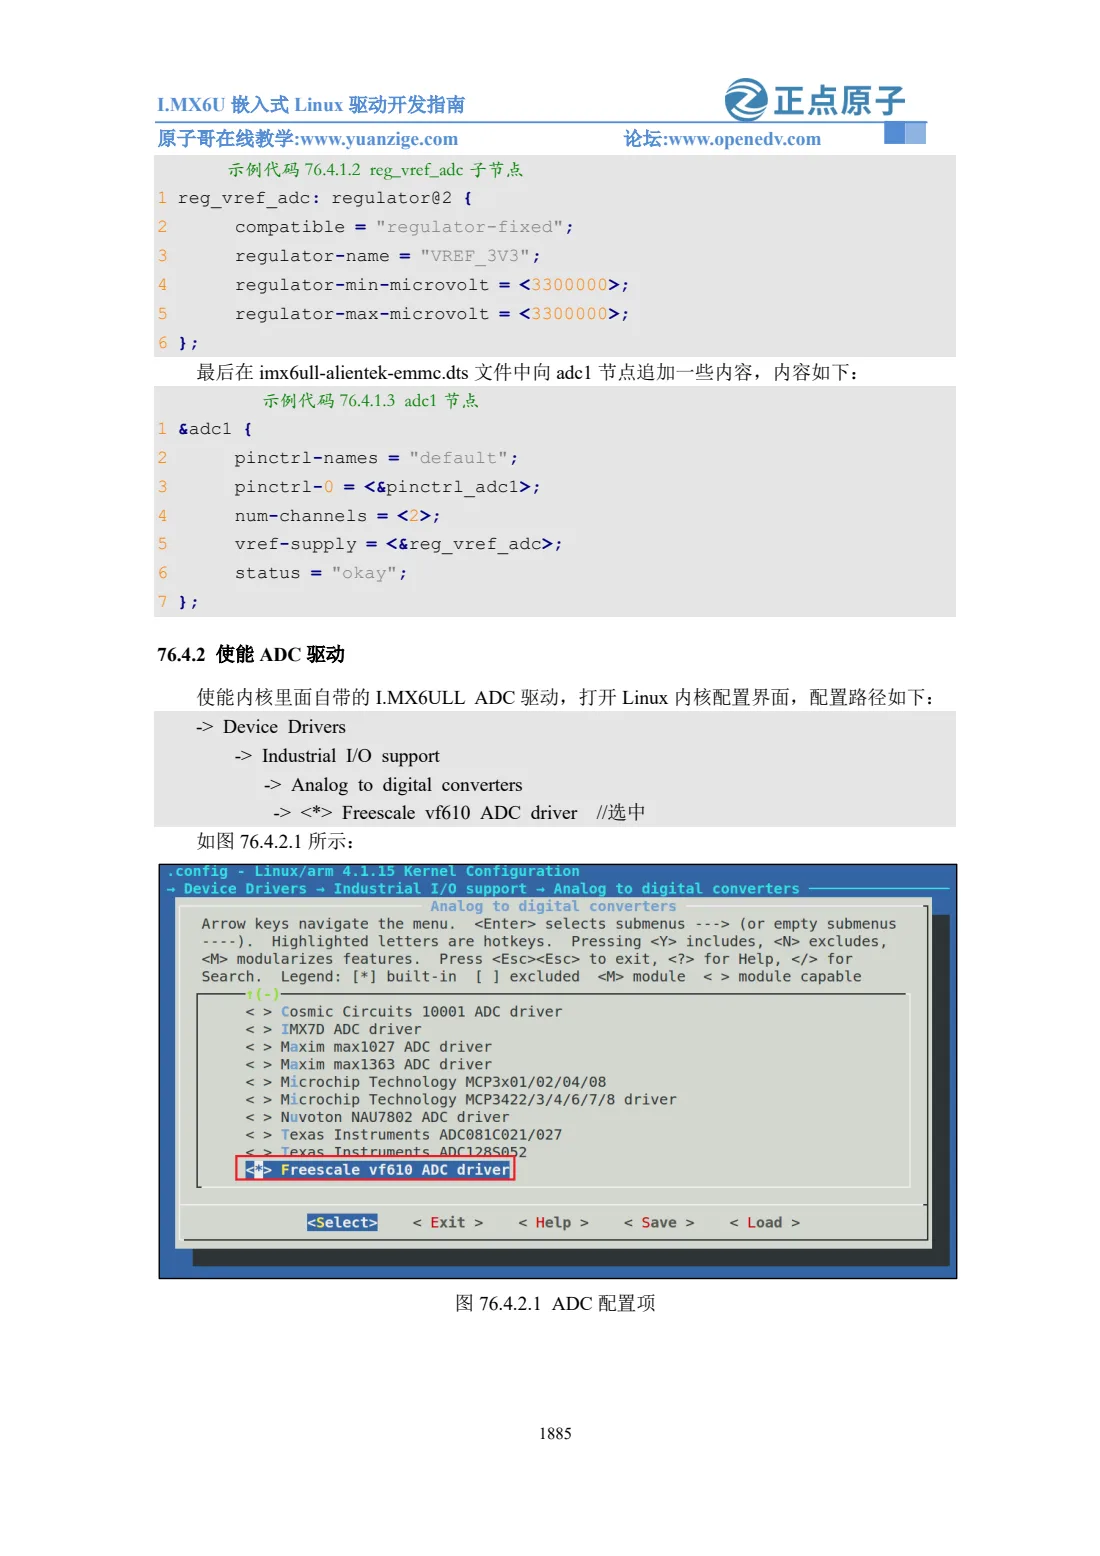 I.MX6U 嵌入式 Linux 驱动开发指南
正点原子
原子哥在线教学:www.yuanzige.com 论坛:www.openedv.com
示例代码 76.4.1.2 reg_vref_adc 子节点
1 reg_vref_adc: regulator@2 {
2 compatible = "regulator-fixed";
3 regulator-name = "VREF_3V3";
4 regulator-min-microvolt = <3300000>;
5 regulator-max-microvolt = <3300000>;
6 };
最后在 imx6ull-alientek-emmc.dts 文件中向 adc1 节点追加一些内容，内容如下：
示例代码 76.4.1.3 adc1 节点
1 &adc1 {
2 pinctrl-names = "default";
3 pinctrl-0 = <&pinctrl_adc1>;
4 num-channels = <2>;
5 vref-supply = <&reg_vref_adc>;
6 status = "okay";
7 };
76.4.2 使能 ADC 驱动
使能内核里面自带的 I.MX6ULL ADC 驱动，打开 Linux 内核配置界面，配置路径如下：
-> Device Drivers
-> Industrial I/O support
-> Analog to digital converters
-> <*> Freescale vf610 ADC driver //选中
如图 76.4.2.1 所示：
.config - Linux/arm 4.1.15 Kernel Configuration
→ Device Drivers → Industrial I/O support → Analog to digital converters
Analog to digital converters
Arrow keys navigate the menu. <Enter> selects submenus ---> (or empty submenus
----). Highlighted letters are hotkeys. Pressing <Y> includes, <N> excludes,
<M> modularizes features. Press <Esc><Esc> to exit, <?> for Help, </> for
Search. Legend: [*] built-in [ ] excluded <M> module < > module capable
↑(-)
< > Cosmic Circuits 10001 ADC driver
< > IMX7D ADC driver
< > Maxim max1027 ADC driver
< > Maxim max1363 ADC driver
< > Microchip Technology MCP3x01/02/04/08
< > Microchip Technology MCP3422/3/4/6/7/8 driver
< > Nuvoton NAU7802 ADC driver
< > Texas Instruments ADC081C021/027
< > Texas Instruments ADC128S052
<*> Freescale vf610 ADC driver
<Select> < Exit > < Help > < Save > < Load >
图 76.4.2.1 ADC 配置项
1885